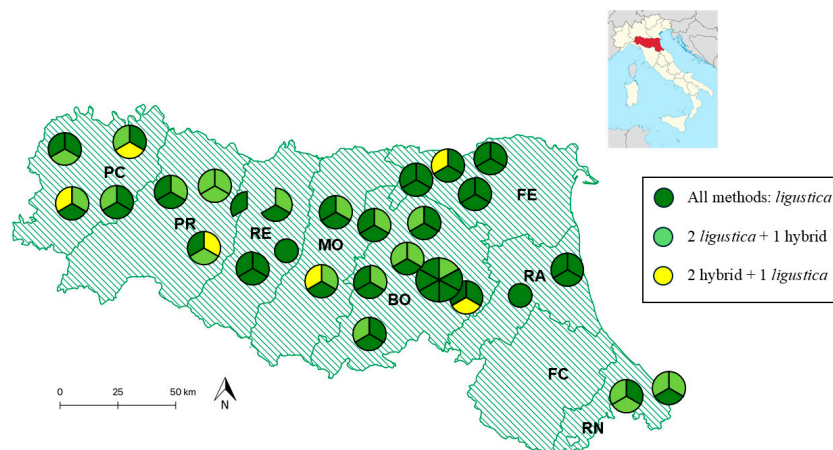 PC
PR
RE
MO
BO
FE
RA
FC
RN
All methods: ligustica
2 ligustica + 1 hybrid
2 hybrid + 1 ligustica
0 25 50 km
N